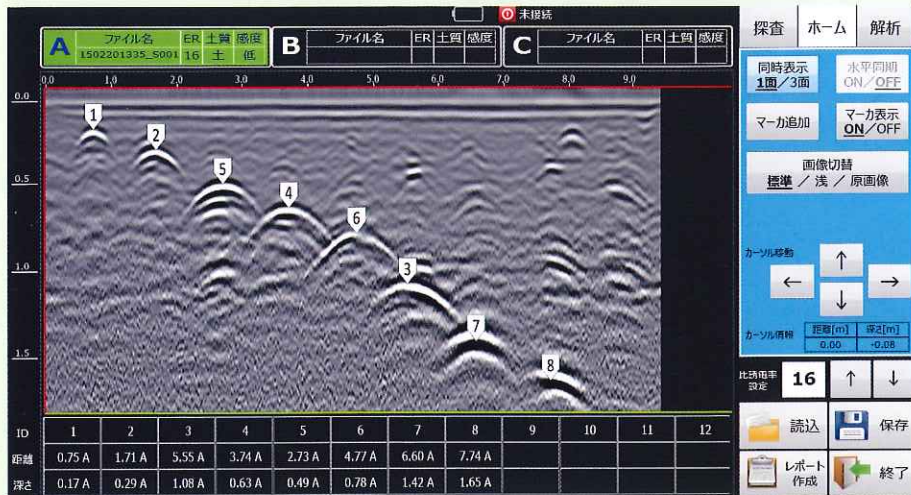 未接続
A ファイル名 ER 土質 感度
1502201335_S001 16 土 低
B ファイル名 ER 土質 感度
C ファイル名 ER 土質 感度
探査 ホーム 解析
0.0 1.0 2.0 3.0 4.0 5.0 6.0 7.0 8.0 9.0
0.0
0.5
1.0
1.5
1
2
5
4
6
3
7
8
同時表示
1面/3面
水平同期
ON/OFF
マーカ追加
マーカ表示
ON/OFF
画像切替
標準 / 浅 / 原画像
カーソル移動
↑
← →
↓
カーソル情報 距離[m] 深さ[m]
0.00 -0.08
比誘電率
設定 16 ↑ ↓
読込 保存
レポート
作成 終了
ID 1 2 3 4 5 6 7 8 9 10 11 12
距離 0.75 A 1.71 A 5.55 A 3.74 A 2.73 A 4.77 A 6.60 A 7.74 A
深さ 0.17 A 0.29 A 1.08 A 0.63 A 0.49 A 0.78 A 1.42 A 1.65 A